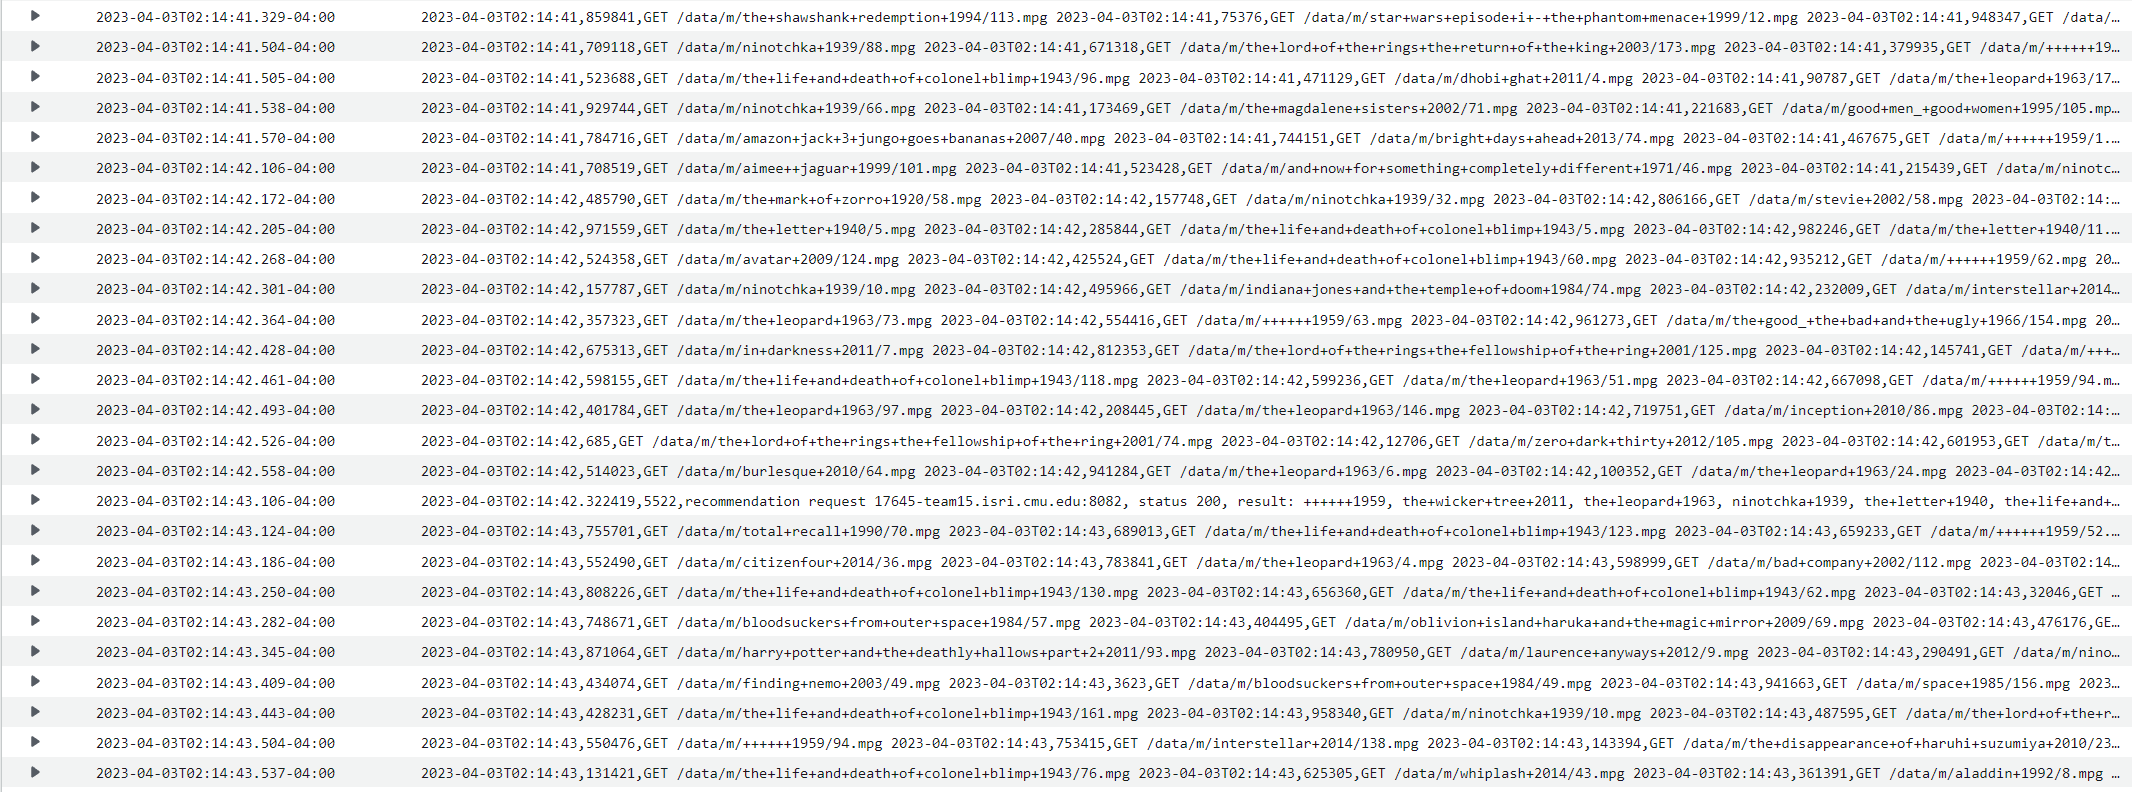 2023-04-03T02:14:41.329-04:00 2023-04-03T02:14:41,859841,GET /data/m/the+shawshank+redemption+1994/113.mpg 2023-04-03T02:14:41,75376,GET /data/m/star+wars+episode+i+-+the+phantom+menace+1999/12.mpg 2023-04-03T02:14:41,948347,GET /data/…
2023-04-03T02:14:41.504-04:00 2023-04-03T02:14:41,709118,GET /data/m/ninotchka+1939/88.mpg 2023-04-03T02:14:41,671318,GET /data/m/the+lord+of+the+rings+the+return+of+the+king+2003/173.mpg 2023-04-03T02:14:41,379935,GET /data/m/++++++19…
2023-04-03T02:14:41.505-04:00 2023-04-03T02:14:41,523688,GET /data/m/the+life+and+death+of+colonel+blimp+1943/96.mpg 2023-04-03T02:14:41,471129,GET /data/m/dhobi+ghat+2011/4.mpg 2023-04-03T02:14:41,90787,GET /data/m/the+leopard+1963/17…
2023-04-03T02:14:41.538-04:00 2023-04-03T02:14:41,929744,GET /data/m/ninotchka+1939/66.mpg 2023-04-03T02:14:41,173469,GET /data/m/the+magdalene+sisters+2002/71.mpg 2023-04-03T02:14:41,221683,GET /data/m/good+men_+good+women+1995/105.mp…
2023-04-03T02:14:41.570-04:00 2023-04-03T02:14:41,784716,GET /data/m/amazon+jack+3+jungo+goes+bananas+2007/40.mpg 2023-04-03T02:14:41,744151,GET /data/m/bright+days+ahead+2013/74.mpg 2023-04-03T02:14:41,467675,GET /data/m/++++++1959/1.…
2023-04-03T02:14:42.106-04:00 2023-04-03T02:14:41,708519,GET /data/m/aimee++jaguar+1999/101.mpg 2023-04-03T02:14:41,523428,GET /data/m/and+now+for+something+completely+different+1971/46.mpg 2023-04-03T02:14:41,215439,GET /data/m/ninotc…
2023-04-03T02:14:42.172-04:00 2023-04-03T02:14:42,485790,GET /data/m/the+mark+of+zorro+1920/58.mpg 2023-04-03T02:14:42,157748,GET /data/m/ninotchka+1939/32.mpg 2023-04-03T02:14:42,806166,GET /data/m/stevie+2002/58.mpg 2023-04-03T02:14:…
2023-04-03T02:14:42.205-04:00 2023-04-03T02:14:42,971559,GET /data/m/the+letter+1940/5.mpg 2023-04-03T02:14:42,285844,GET /data/m/the+life+and+death+of+colonel+blimp+1943/5.mpg 2023-04-03T02:14:42,982246,GET /data/m/the+letter+1940/11.…
2023-04-03T02:14:42.268-04:00 2023-04-03T02:14:42,524358,GET /data/m/avatar+2009/124.mpg 2023-04-03T02:14:42,425524,GET /data/m/the+life+and+death+of+colonel+blimp+1943/60.mpg 2023-04-03T02:14:42,935212,GET /data/m/++++++1959/62.mpg 20…
2023-04-03T02:14:42.301-04:00 2023-04-03T02:14:42,157787,GET /data/m/ninotchka+1939/10.mpg 2023-04-03T02:14:42,495966,GET /data/m/indiana+jones+and+the+temple+of+doom+1984/74.mpg 2023-04-03T02:14:42,232009,GET /data/m/interstellar+2014…
2023-04-03T02:14:42.364-04:00 2023-04-03T02:14:42,357323,GET /data/m/the+leopard+1963/73.mpg 2023-04-03T02:14:42,554416,GET /data/m/++++++1959/63.mpg 2023-04-03T02:14:42,961273,GET /data/m/the+good_+the+bad+and+the+ugly+1966/154.mpg 20…
2023-04-03T02:14:42.428-04:00 2023-04-03T02:14:42,675313,GET /data/m/in+darkness+2011/7.mpg 2023-04-03T02:14:42,812353,GET /data/m/the+lord+of+the+rings+the+fellowship+of+the+ring+2001/125.mpg 2023-04-03T02:14:42,145741,GET /data/m/+++…
2023-04-03T02:14:42.461-04:00 2023-04-03T02:14:42,598155,GET /data/m/the+life+and+death+of+colonel+blimp+1943/118.mpg 2023-04-03T02:14:42,599236,GET /data/m/the+leopard+1963/51.mpg 2023-04-03T02:14:42,667098,GET /data/m/++++++1959/94.m…
2023-04-03T02:14:42.493-04:00 2023-04-03T02:14:42,401784,GET /data/m/the+leopard+1963/97.mpg 2023-04-03T02:14:42,208445,GET /data/m/the+leopard+1963/146.mpg 2023-04-03T02:14:42,719751,GET /data/m/inception+2010/86.mpg 2023-04-03T02:14:…
2023-04-03T02:14:42.526-04:00 2023-04-03T02:14:42,685,GET /data/m/the+lord+of+the+rings+the+fellowship+of+the+ring+2001/74.mpg 2023-04-03T02:14:42,12706,GET /data/m/zero+dark+thirty+2012/105.mpg 2023-04-03T02:14:42,601953,GET /data/m/t…
2023-04-03T02:14:42.558-04:00 2023-04-03T02:14:42,514023,GET /data/m/burlesque+2010/64.mpg 2023-04-03T02:14:42,941284,GET /data/m/the+leopard+1963/6.mpg 2023-04-03T02:14:42,100352,GET /data/m/the+leopard+1963/24.mpg 2023-04-03T02:14:42…
2023-04-03T02:14:43.106-04:00 2023-04-03T02:14:42.322419,5522,recommendation request 17645-team15.isri.cmu.edu:8082, status 200, result: ++++++1959, the+wicker+tree+2011, the+leopard+1963, ninotchka+1939, the+letter+1940, the+life+and+…
2023-04-03T02:14:43.124-04:00 2023-04-03T02:14:43,755701,GET /data/m/total+recall+1990/70.mpg 2023-04-03T02:14:43,689013,GET /data/m/the+life+and+death+of+colonel+blimp+1943/123.mpg 2023-04-03T02:14:43,659233,GET /data/m/++++++1959/52.…
2023-04-03T02:14:43.186-04:00 2023-04-03T02:14:43,552490,GET /data/m/citizenfour+2014/36.mpg 2023-04-03T02:14:43,783841,GET /data/m/the+leopard+1963/4.mpg 2023-04-03T02:14:43,598999,GET /data/m/bad+company+2002/112.mpg 2023-04-03T02:14…
2023-04-03T02:14:43.250-04:00 2023-04-03T02:14:43,808226,GET /data/m/the+life+and+death+of+colonel+blimp+1943/130.mpg 2023-04-03T02:14:43,656360,GET /data/m/the+life+and+death+of+colonel+blimp+1943/62.mpg 2023-04-03T02:14:43,32046,GET …
2023-04-03T02:14:43.282-04:00 2023-04-03T02:14:43,748671,GET /data/m/bloodsuckers+from+outer+space+1984/57.mpg 2023-04-03T02:14:43,404495,GET /data/m/oblivion+island+haruka+and+the+magic+mirror+2009/69.mpg 2023-04-03T02:14:43,476176,GE…
2023-04-03T02:14:43.345-04:00 2023-04-03T02:14:43,871064,GET /data/m/harry+potter+and+the+deathly+hallows+part+2+2011/93.mpg 2023-04-03T02:14:43,780950,GET /data/m/laurence+anyways+2012/9.mpg 2023-04-03T02:14:43,290491,GET /data/m/nino…
2023-04-03T02:14:43.409-04:00 2023-04-03T02:14:43,434074,GET /data/m/finding+nemo+2003/49.mpg 2023-04-03T02:14:43,3623,GET /data/m/bloodsuckers+from+outer+space+1984/49.mpg 2023-04-03T02:14:43,941663,GET /data/m/space+1985/156.mpg 2023…
2023-04-03T02:14:43.443-04:00 2023-04-03T02:14:43,428231,GET /data/m/the+life+and+death+of+colonel+blimp+1943/161.mpg 2023-04-03T02:14:43,958340,GET /data/m/ninotchka+1939/10.mpg 2023-04-03T02:14:43,487595,GET /data/m/the+lord+of+the+r…
2023-04-03T02:14:43.504-04:00 2023-04-03T02:14:43,550476,GET /data/m/++++++1959/94.mpg 2023-04-03T02:14:43,753415,GET /data/m/interstellar+2014/138.mpg 2023-04-03T02:14:43,143394,GET /data/m/the+disappearance+of+haruhi+suzumiya+2010/23…
2023-04-03T02:14:43.537-04:00 2023-04-03T02:14:43,131421,GET /data/m/the+life+and+death+of+colonel+blimp+1943/76.mpg 2023-04-03T02:14:43,625305,GET /data/m/whiplash+2014/43.mpg 2023-04-03T02:14:43,361391,GET /data/m/aladdin+1992/8.mpg …